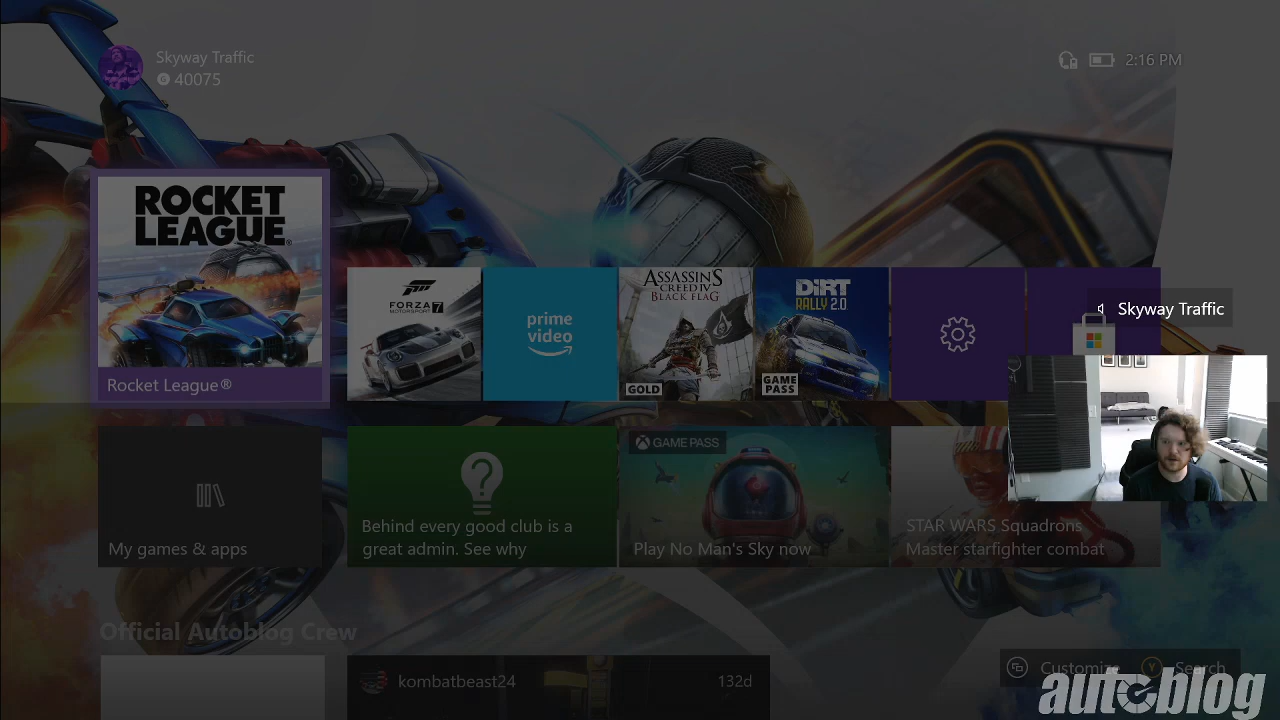 Skyway Traffic
G 40075
2:16 PM
ROCKET
LEAGUE®
Rocket League®
FORZA
MOTORSPORT 7
prime
video
ASSASSIN'S
CREED IV
BLACK FLAG
GOLD
DiRT
RALLY 2.0
GAME
PASS
Skyway Traffic
My games & apps
Behind every good club is a
great admin. See why
GAME PASS
Play No Man's Sky now
STAR WARS Squadrons
Master starfighter combat
Official Autoblog Crew
kombatbeast24
132d
Customize
Y
Search
autoblog